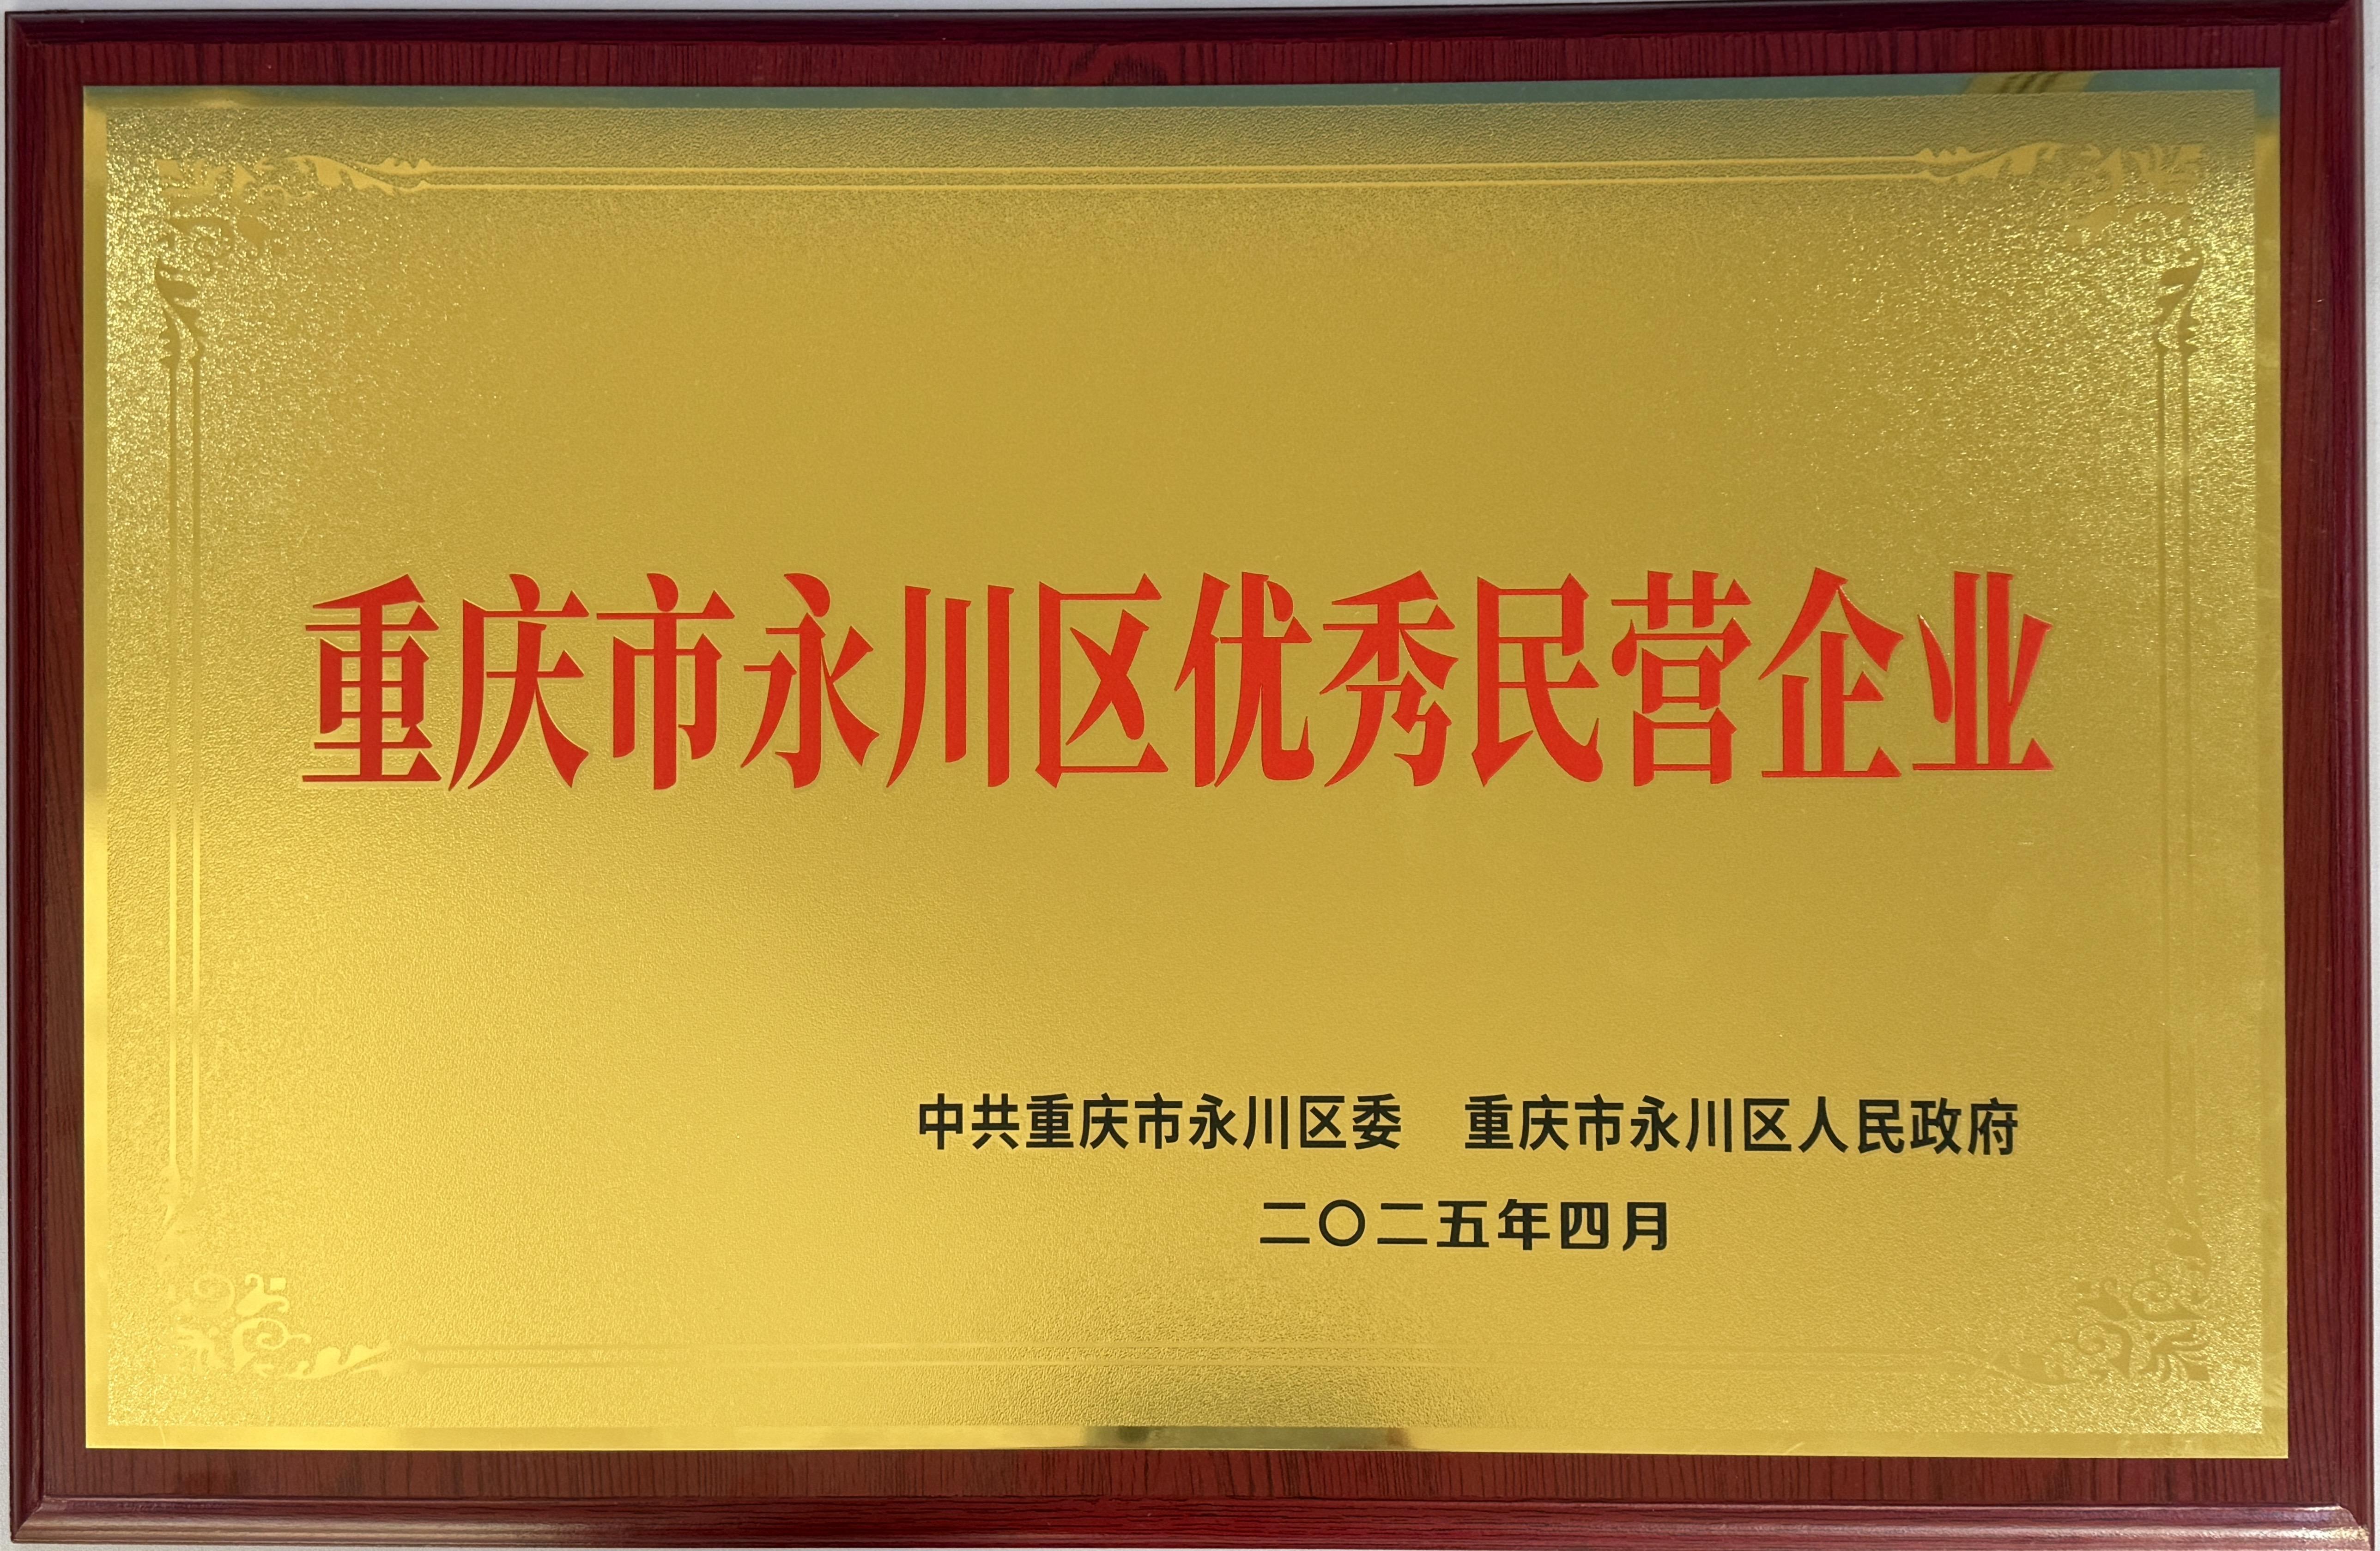 重庆市永川区优秀民营企业
中共重庆市永川区委　重庆市永川区人民政府
二〇二五年四月